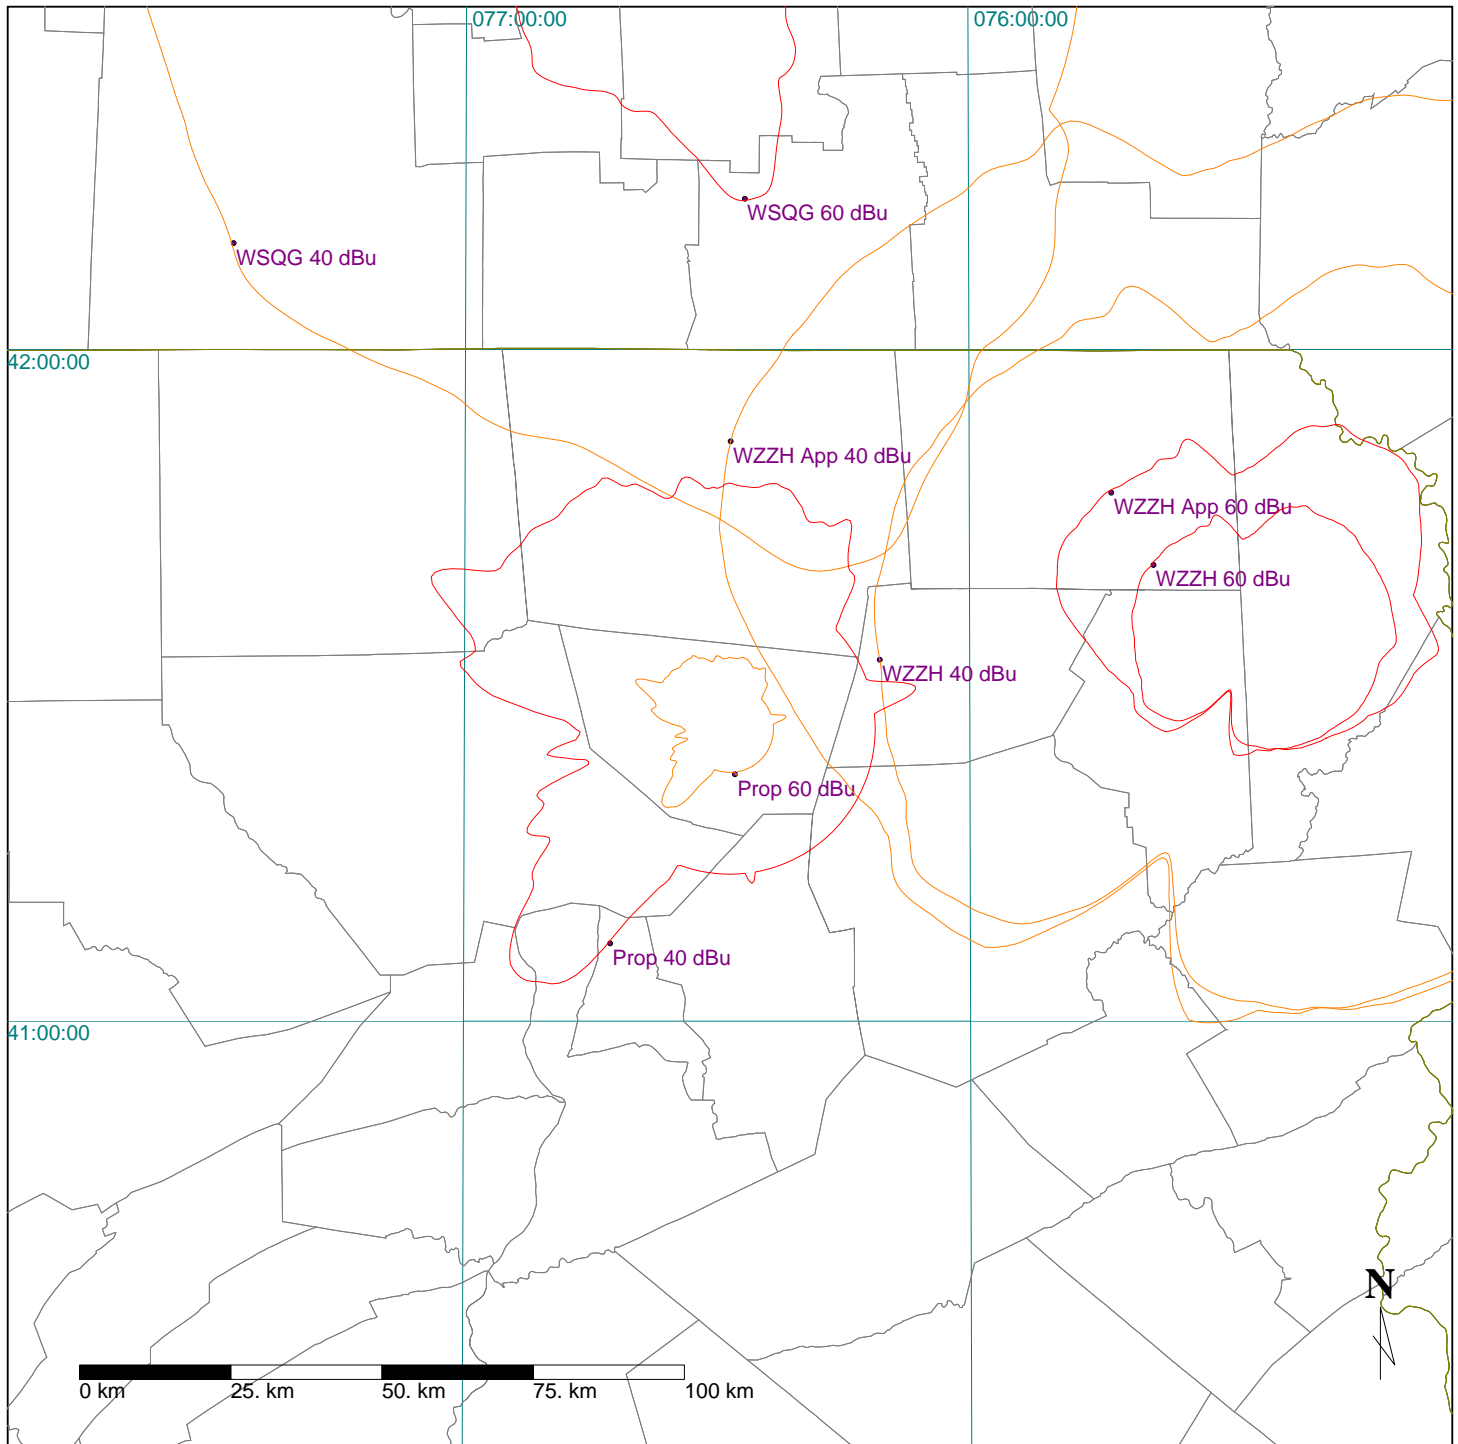 077:00:00
076:00:00
WSQG 60 dBu
WSQG 40 dBu
42:00:00
WZZH App 40 dBu
WZZH App 60 dBu
WZZH 60 dBu
WZZH 40 dBu
Prop 60 dBu
Prop 40 dBu
41:00:00
N
0 km 25. km 50. km 75. km 100 km